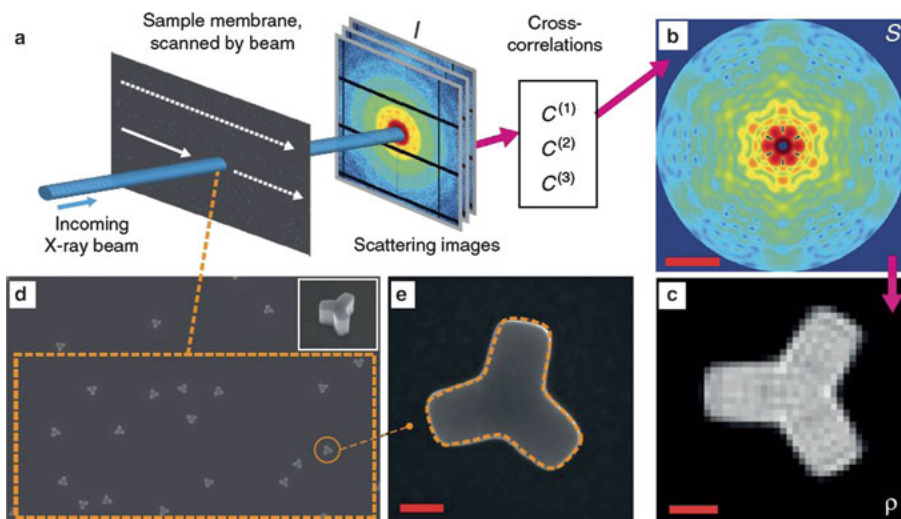 a
Sample membrane,
scanned by beam
I
Cross-
correlations
C(1)
C(2)
C(3)
Incoming
X-ray beam
Scattering images
b
S
d
e
c
ρ